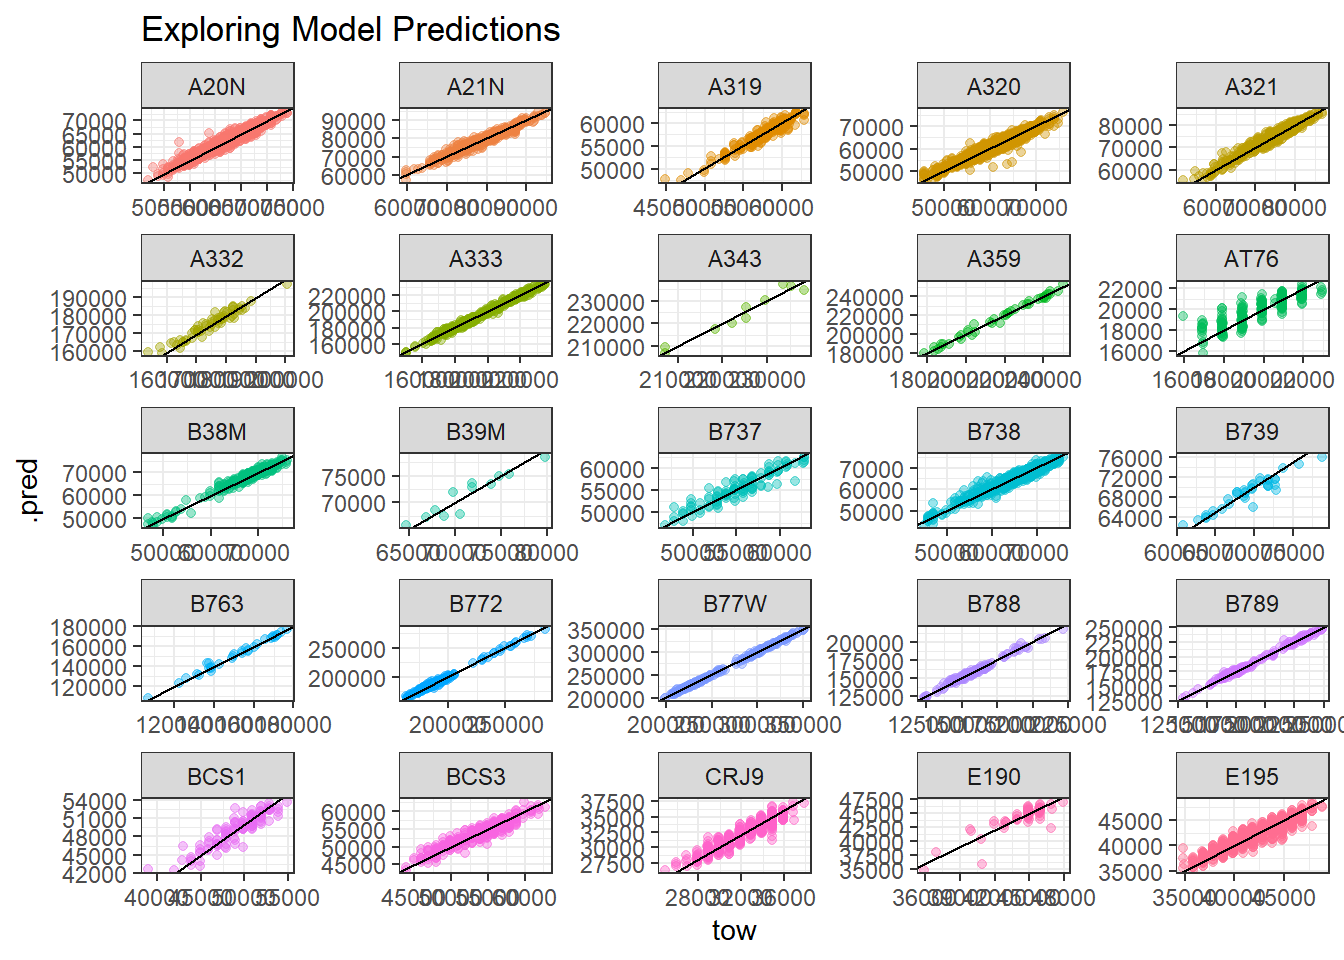 Exploring Model Predictions
A20N A21N A319 A320 A321
70000 65000 60000 55000 50000
90000 80000 70000 60000
60000 55000 50000
70000 60000 50000
80000 70000 60000
50000 55000 60000 65000 70000 75000
60000 70000 80000 90000
45000 50000 55000 60000
50000 60000 70000
60000 70000 80000
A332 A333 A343 A359 AT76
190000 180000 170000 160000
220000 200000 180000 160000
230000 220000 210000
240000 220000 200000 180000
22000 20000 18000 16000
160000 170000 180000 190000 200000
160000 180000 200000 220000
210000 220000 230000
180000 200000 220000 240000
16000 18000 20000 22000
B38M B39M B737 B738 B739
70000 60000 50000
75000 70000
60000 55000 50000
70000 60000 50000
76000 72000 68000 64000
50000 60000 70000
65000 70000 75000 80000
50000 55000 60000
50000 60000 70000
60000 65000 70000 75000
.pred
B763 B772 B77W B788 B789
180000 160000 140000 120000
250000 200000
350000 300000 250000 200000
200000 175000 150000 125000
250000 225000 200000 175000 150000 125000
120000 140000 160000 180000
200000 250000
200000 250000 300000 350000
125000 150000 175000 200000 225000
125000 150000 175000 200000 225000 250000
BCS1 BCS3 CRJ9 E190 E195
54000 51000 48000 45000 42000
60000 55000 50000 45000
37500 35000 32500 30000 27500
47500 45000 42500 40000 37500 35000
45000 40000 35000
40000 45000 50000 55000
45000 50000 55000 60000
28000 32000 36000
36000 39000 42000 45000 48000
35000 40000 45000
tow